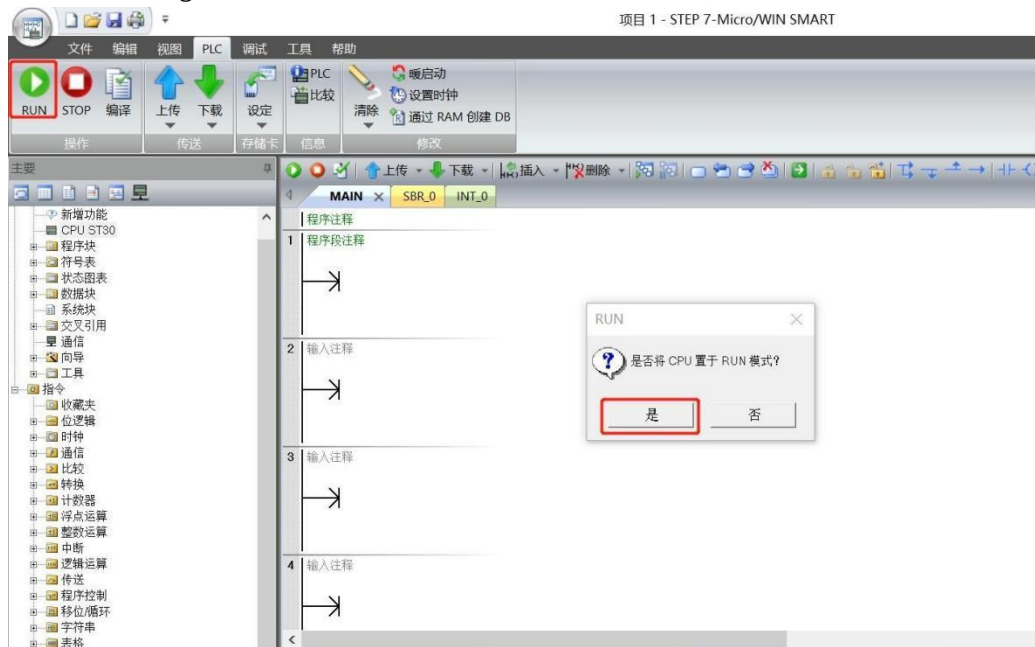 项目 1 - STEP 7-Micro/WIN SMART
文件 编辑 视图 PLC 调试 工具 帮助
RUN STOP 编译 上传 下载 设定 PLC 比较 清除 暖启动
设置时钟
通过 RAM 创建 DB
操作 传送 存储卡 信息 修改
主要
上传 下载 插入 删除
MAIN SBR_0 INT_0
新增功能
CPU ST30
程序块
符号表
状态图表
数据块
系统块
交叉引用
通信
向导
工具
指令
收藏夹
位逻辑
时钟
通信
比较
转换
计数器
浮点运算
整数运算
中断
逻辑运算
传送
程序控制
移位/循环
字符串
表格
程序注释
1 程序段注释
2 输入注释
3 输入注释
4 输入注释
RUN
是否将 CPU 置于 RUN 模式?
是 否